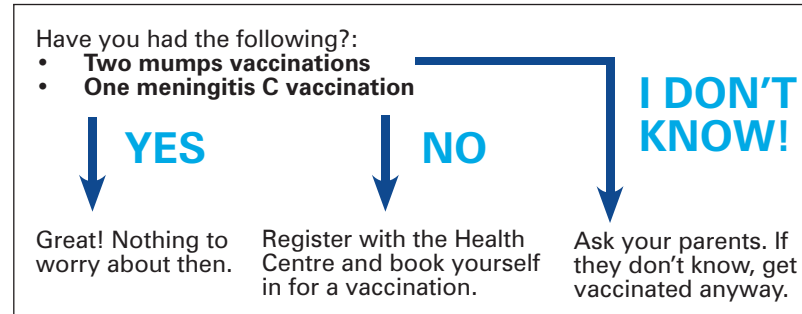 Have you had the following?:
• Two mumps vaccinations
• One meningitis C vaccination
YES
NO
I DON'T
KNOW!
Great! Nothing to
worry about then.
Register with the Health
Centre and book yourself
in for a vaccination.
Ask your parents. If
they don't know, get
vaccinated anyway.